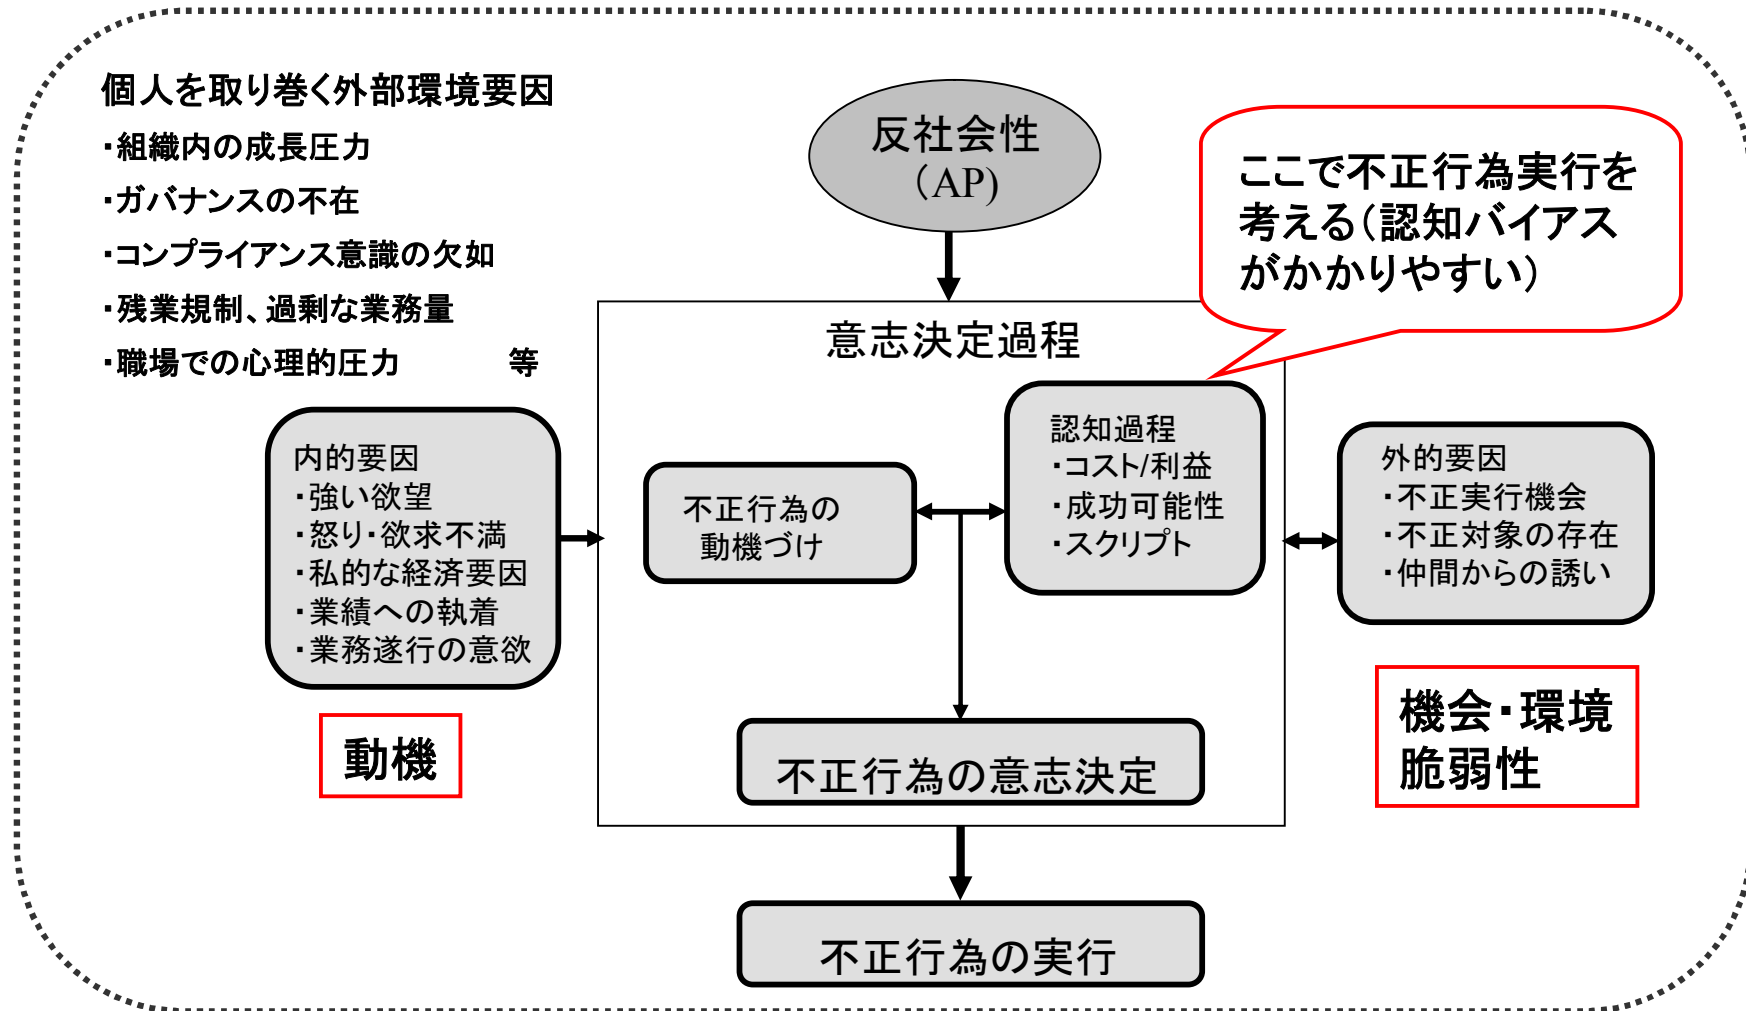 個人を取り巻く外部環境要因
・組織内の成長圧力
・ガバナンスの不在
・コンプライアンス意識の欠如
・残業規制、過剰な業務量
・職場での心理的圧力　　　等
反社会性
（AP)
ここで不正行為実行を
考える（認知バイアス
がかかりやすい）
意志決定過程
内的要因
・強い欲望
・怒り・欲求不満
・私的な経済要因
・業績への執着
・業務遂行の意欲
不正行為の
動機づけ
認知過程
・コスト/利益
・成功可能性
・スクリプト
外的要因
・不正実行機会
・不正対象の存在
・仲間からの誘い
動機
機会・環境
脆弱性
不正行為の意志決定
不正行為の実行